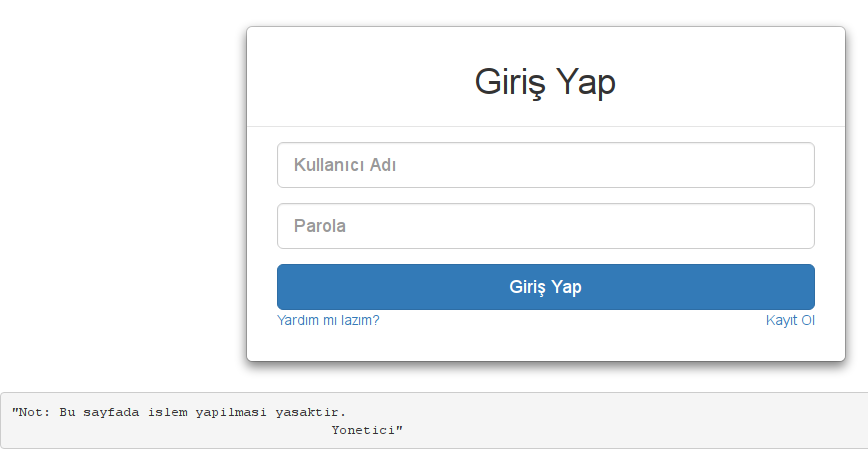 Giriş Yap
Kullanıcı Adı
Parola
Giriş Yap
Yardım mı lazım? Kayıt Ol
"Not: Bu sayfada islem yapilmasi yasaktir.
Yonetici"